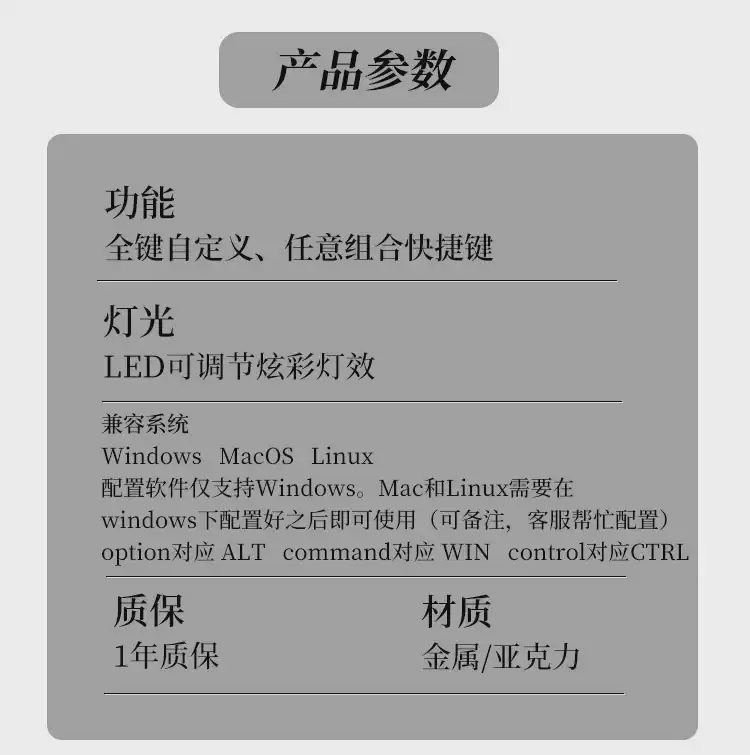 产品参数
功能
全键自定义、任意组合快捷键
灯光
LED可调节炫彩灯效
兼容系统
Windows MacOS Linux
配置软件仅支持Windows。Mac和Linux需要在
windows下配置好之后即可使用（可备注，客服帮忙配置）
option对应 ALT command对应 WIN control对应CTRL
质保
材质
1年质保
金属/亚克力